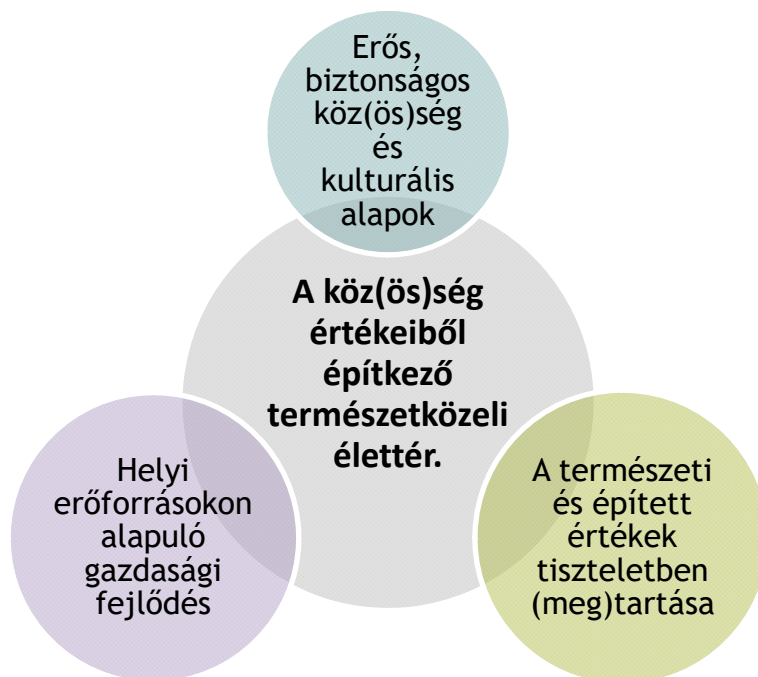 Erős,
biztonságos
köz(ös)ség
és
kulturális
alapok
A köz(ös)ség
értékeiből
építkező
természetközeli
élettér.
Helyi
erőforrásokon
alapuló
gazdasági
fejlődés
A természeti
és épített
értékek
tiszteletben
(meg)tartása